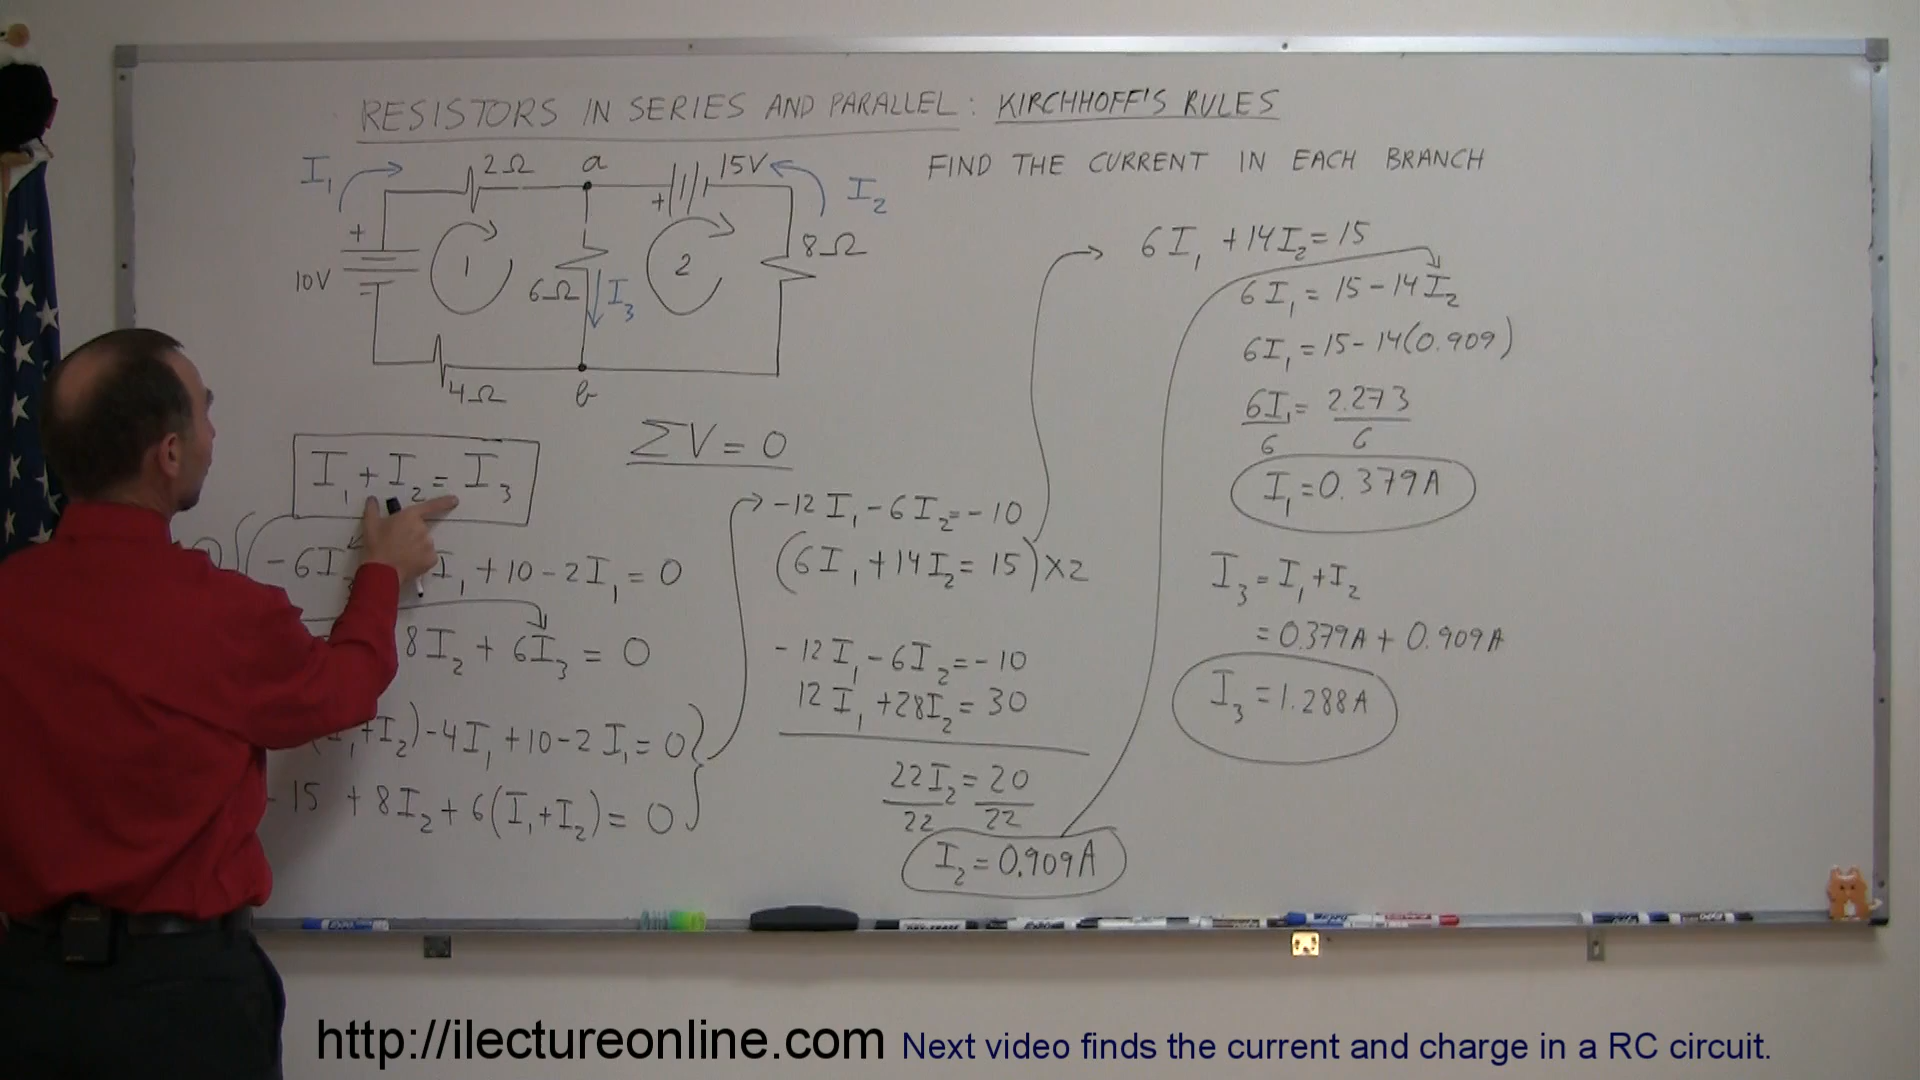 RESISTORS IN SERIES AND PARALLEL: KIRCHHOFF'S RULES
FIND THE CURRENT IN EACH BRANCH
I₁
2Ω
a
15V
I₂
+
+
10V
1
6Ω
I₃
2
8Ω
4Ω
b
I₁ + I₂ = I₃
ΣV = 0
-6I₃ I₁ + 10 - 2I₁ = 0
8I₂ + 6I₃ = 0
(I₁+I₂) - 4I₁ + 10 - 2I₁ = 0
-15 + 8I₂ + 6(I₁+I₂) = 0
-12I₁ - 6I₂ = -10
(6I₁ + 14I₂ = 15) x2
-12I₁ - 6I₂ = -10
12I₁ + 28I₂ = 30
22I₂ = 20
22 22
I₂ = 0.909A
6I₁ + 14I₂ = 15
6I₁ = 15 - 14I₂
6I₁ = 15 - 14(0.909)
6I₁ = 2.273
6 6
I₁ = 0.379A
I₃ = I₁ + I₂
= 0.379A + 0.909A
I₃ = 1.288A
http://ilectureonline.com Next video finds the current and charge in a RC circuit.